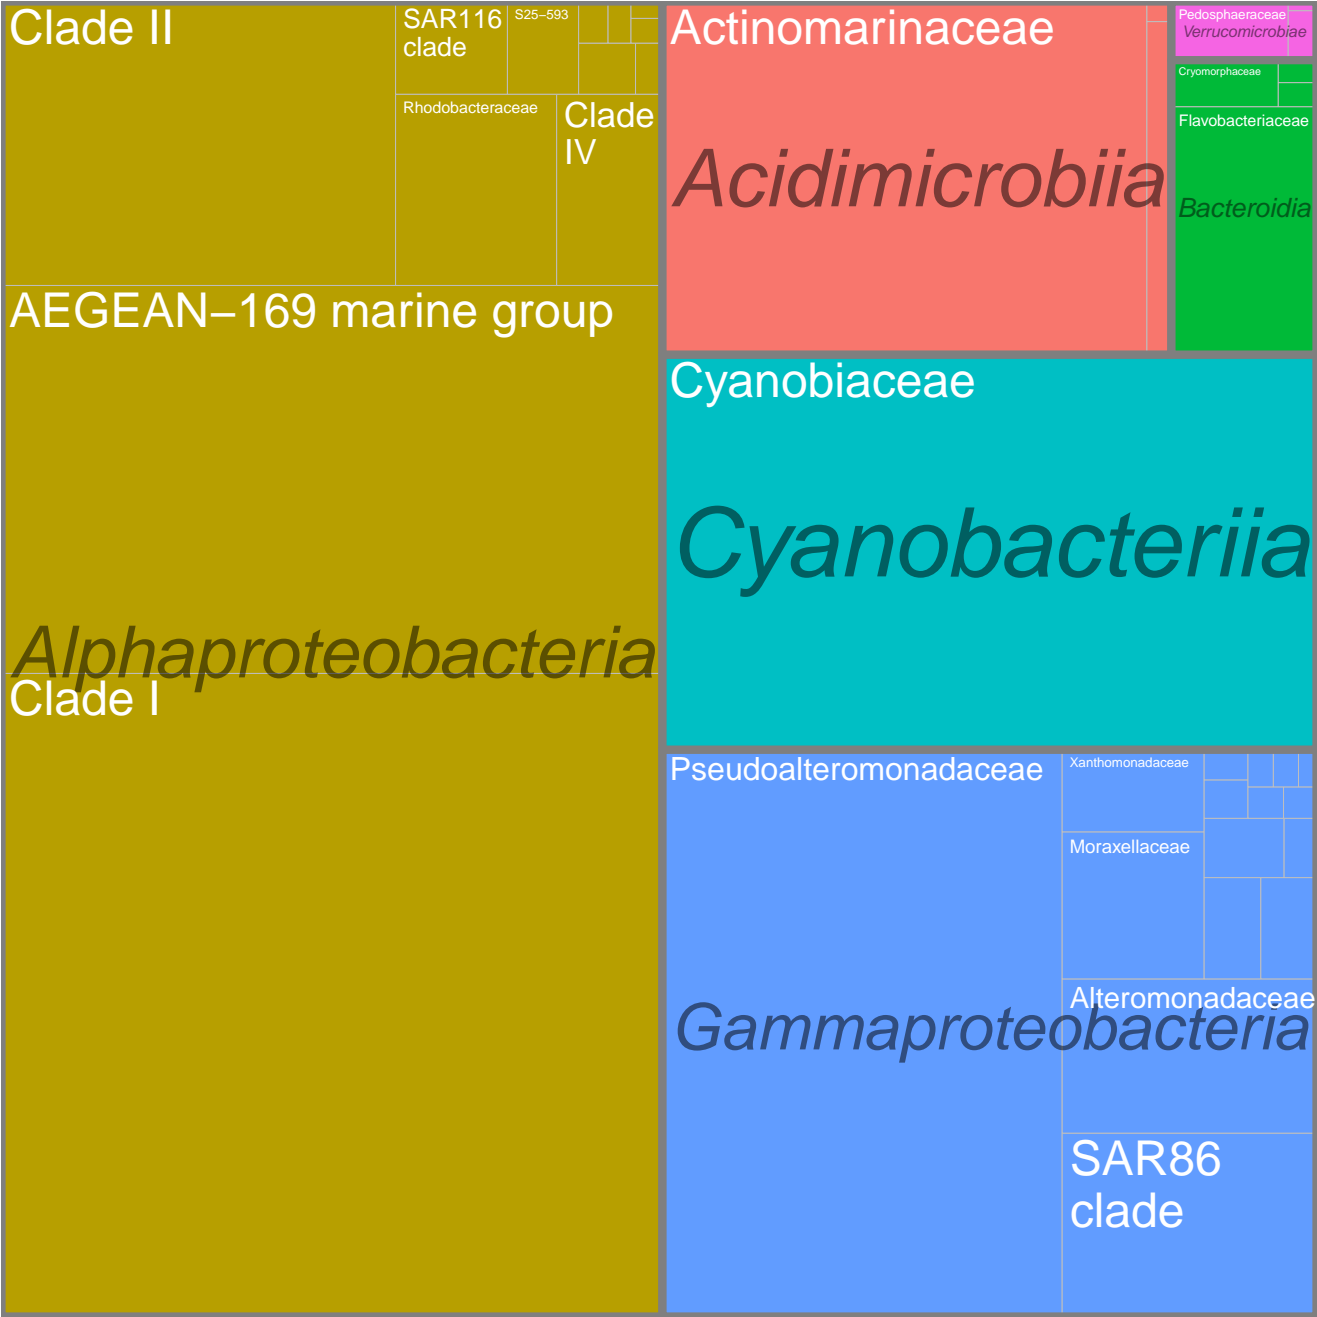 Clade II
SAR116
clade
S25−593
Rhodobacteraceae
Clade
IV
AEGEAN−169 marine group
Alphaproteobacteria
Clade I
Actinomarinaceae
Acidimicrobiia
Pedosphaeraceae
Verrucomicrobiae
Cryomorphaceae
Flavobacteriaceae
Bacteroidia
Cyanobiaceae
Cyanobacteriia
Pseudoalteromonadaceae
Xanthomonadaceae
Moraxellaceae
Alteromonadaceae
Gammaproteobacteria
SAR86
clade